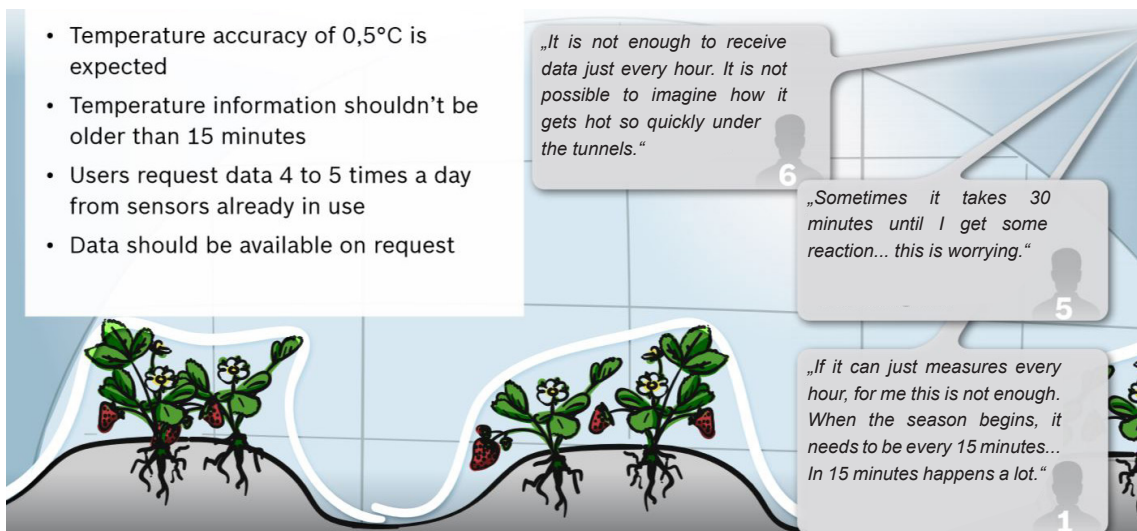 • Temperature accuracy of 0,5°C is
expected
• Temperature information shouldn’t be
older than 15 minutes
• Users request data 4 to 5 times a day
from sensors already in use
• Data should be available on request
„It is not enough to receive
data just every hour. It is not
possible to imagine how it
gets hot so quickly under
the tunnels.“
6
„Sometimes it takes 30
minutes until I get some
reaction... this is worrying.“
5
„If it can just measures every
hour, for me this is not enough.
When the season begins, it
needs to be every 15 minutes...
In 15 minutes happens a lot.“
1